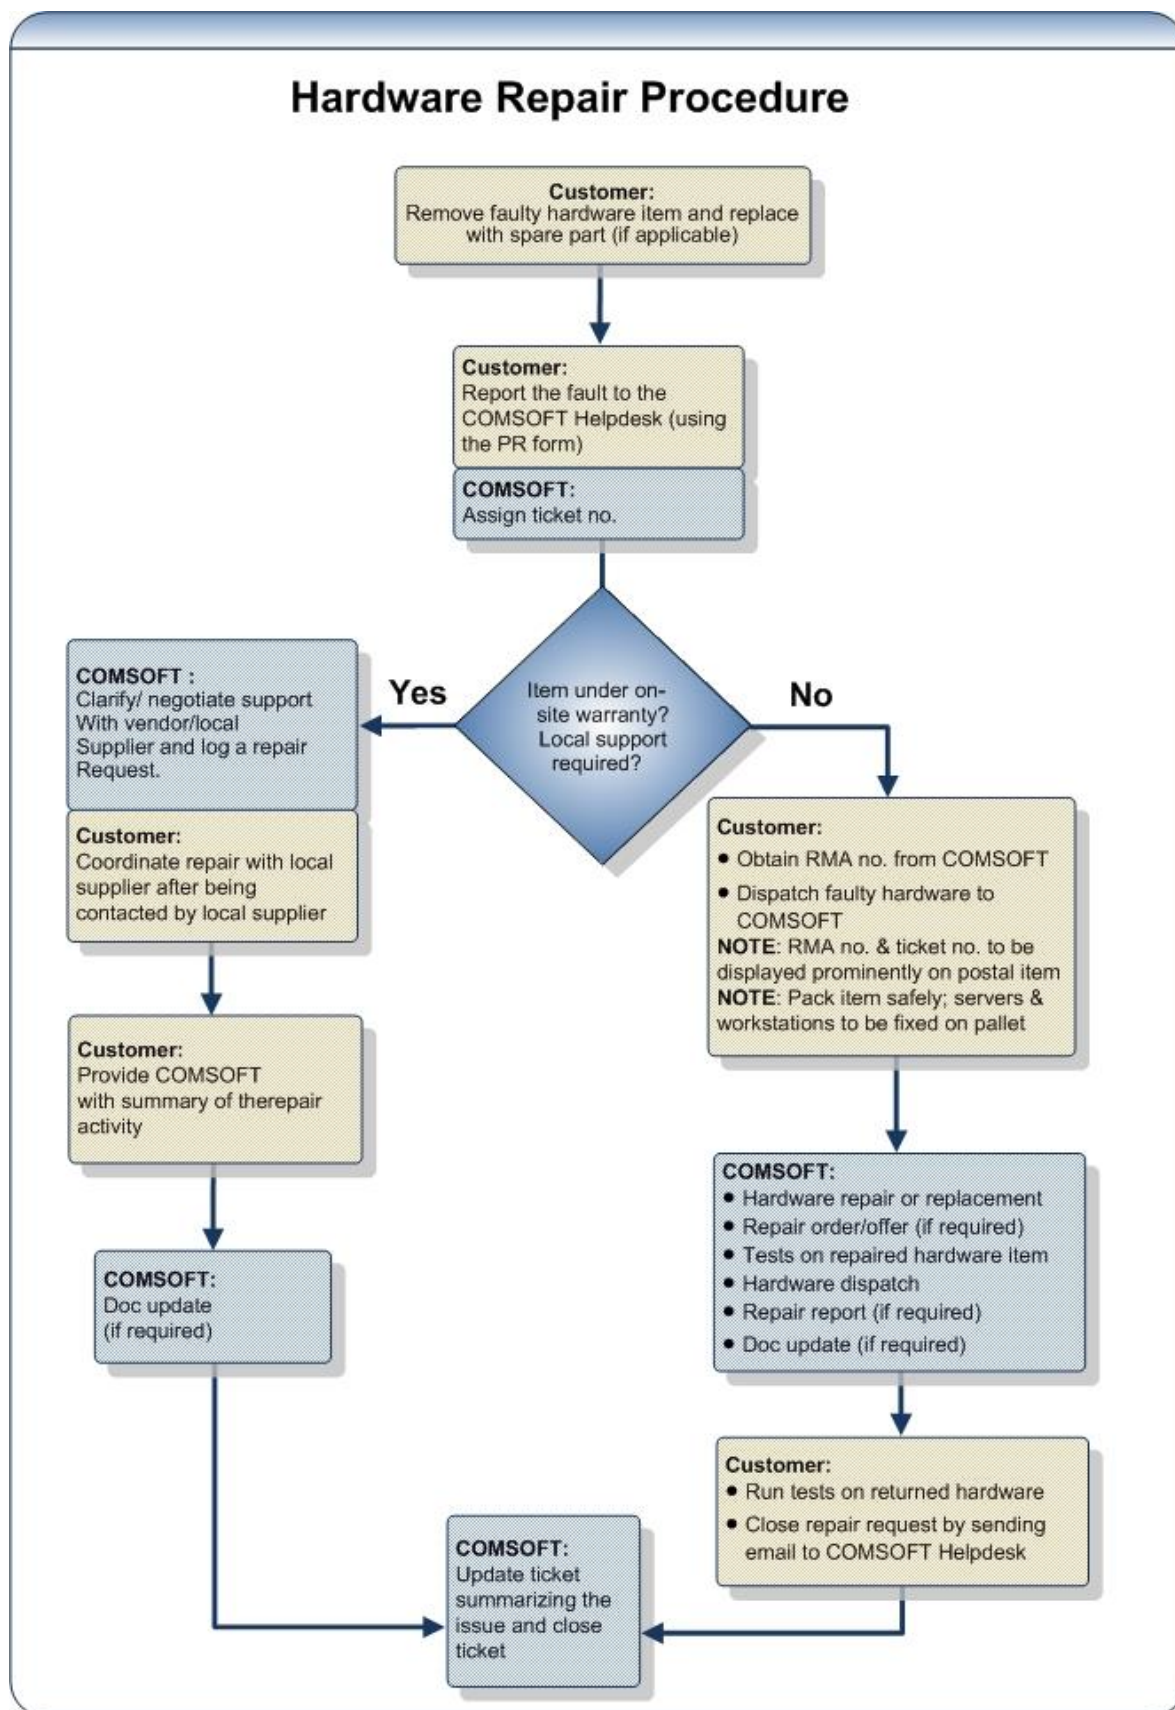 Hardware Repair Procedure
Customer:
Remove faulty hardware item and replace
with spare part (if applicable)
Customer:
Report the fault to the
COMSOFT Helpdesk (using
the PR form)
COMSOFT:
Assign ticket no.
Item under on-
site warranty?
Local support
required?
Yes
No
COMSOFT :
Clarify/ negotiate support
With vendor/local
Supplier and log a repair
Request.
Customer:
Coordinate repair with local
supplier after being
contacted by local supplier
Customer:
Provide COMSOFT
with summary of therepair
activity
COMSOFT:
Doc update
(if required)
Customer:
• Obtain RMA no. from COMSOFT
• Dispatch faulty hardware to
COMSOFT
NOTE: RMA no. & ticket no. to be
displayed prominently on postal item
NOTE: Pack item safely; servers &
workstations to be fixed on pallet
COMSOFT:
• Hardware repair or replacement
• Repair order/offer (if required)
• Tests on repaired hardware item
• Hardware dispatch
• Repair report (if required)
• Doc update (if required)
Customer:
• Run tests on returned hardware
• Close repair request by sending
email to COMSOFT Helpdesk
COMSOFT:
Update ticket
summarizing the
issue and close
ticket